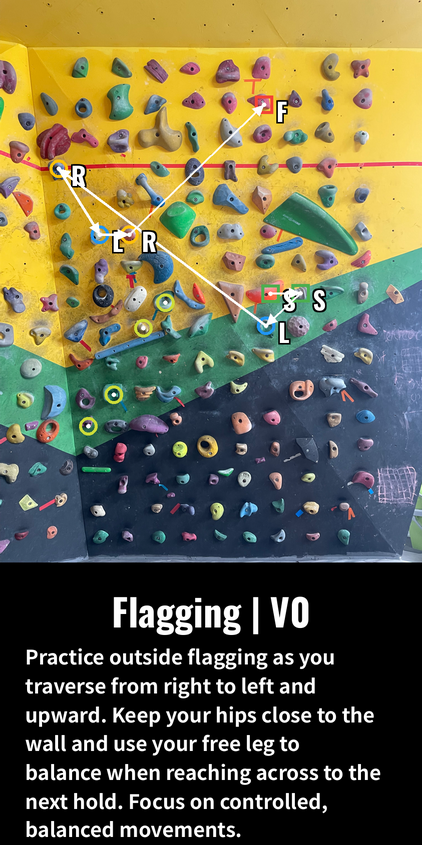 F
R
L R
S S
L
Flagging | V0
Practice outside flagging as you
traverse from right to left and
upward. Keep your hips close to the
wall and use your free leg to
balance when reaching across to the
next hold. Focus on controlled,
balanced movements.